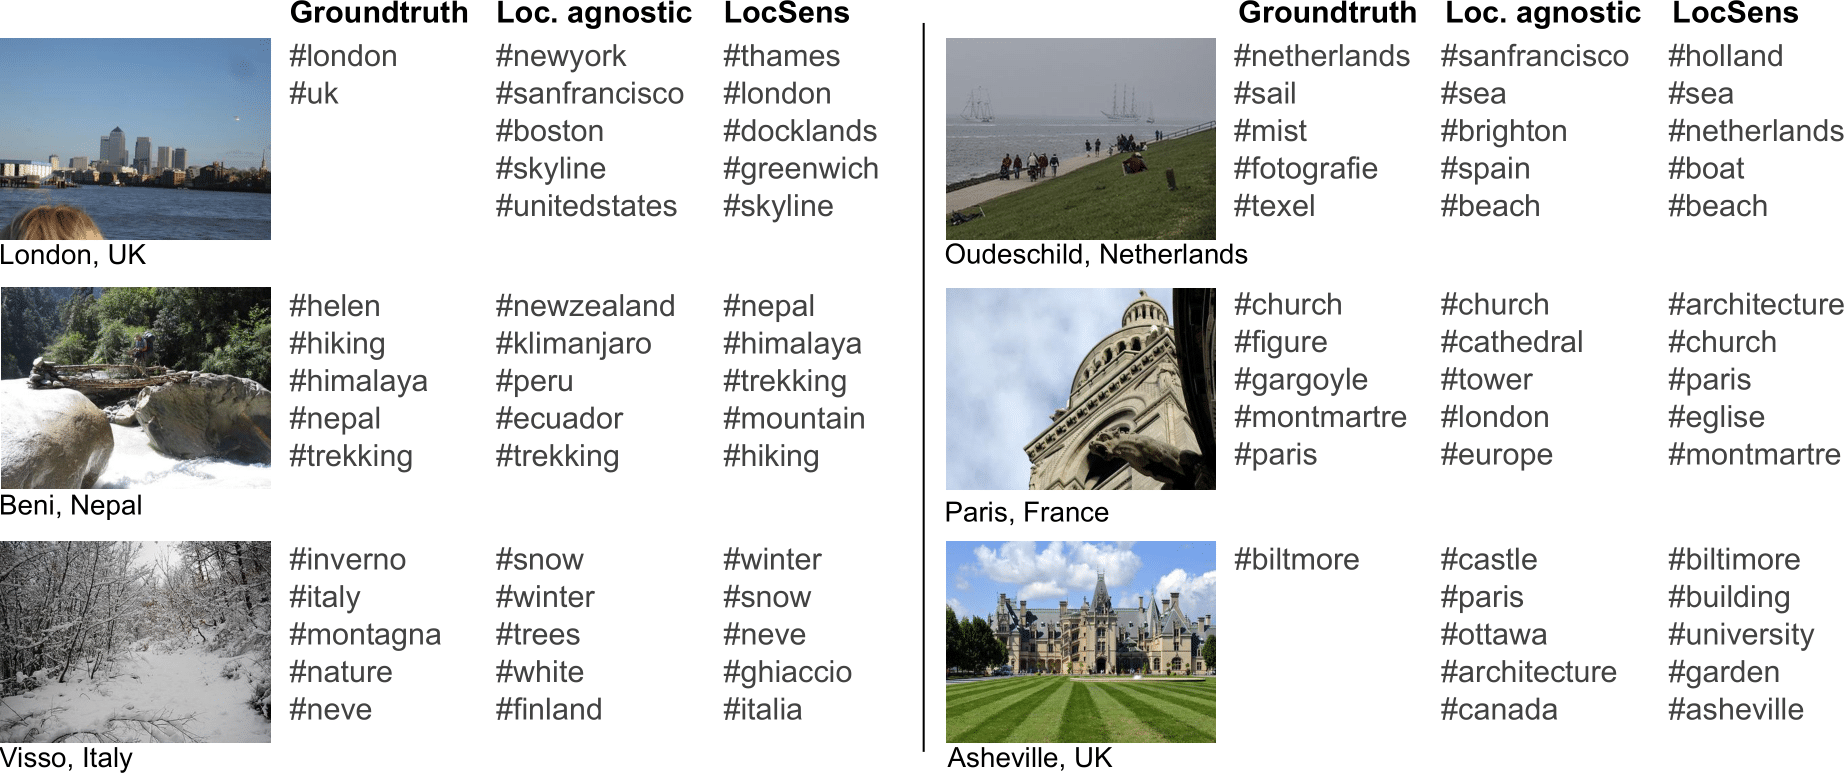 Groundtruth Loc. agnostic LocSens
#london #newyork #thames
#uk #sanfrancisco #london
#boston #docklands
#skyline #greenwich
#unitedstates #skyline
London, UK
#helen #newzealand #nepal
#hiking #klimanjaro #himalaya
#himalaya #peru #trekking
#nepal #ecuador #mountain
#trekking #trekking #hiking
Beni, Nepal
#inverno #snow #winter
#italy #winter #snow
#montagna #trees #neve
#nature #white #ghiaccio
#neve #finland #italia
Visso, Italy
Groundtruth Loc. agnostic LocSens
#netherlands #sanfrancisco #holland
#sail #sea #sea
#mist #brighton #netherlands
#fotografie #spain #boat
#texel #beach #beach
Oudeschild, Netherlands
#church #church #architecture
#figure #cathedral #church
#gargoyle #tower #paris
#montmartre #london #eglise
#paris #europe #montmartre
Paris, France
#biltmore #castle #biltimore
#paris #building
#ottawa #university
#architecture #garden
#canada #asheville
Asheville, UK